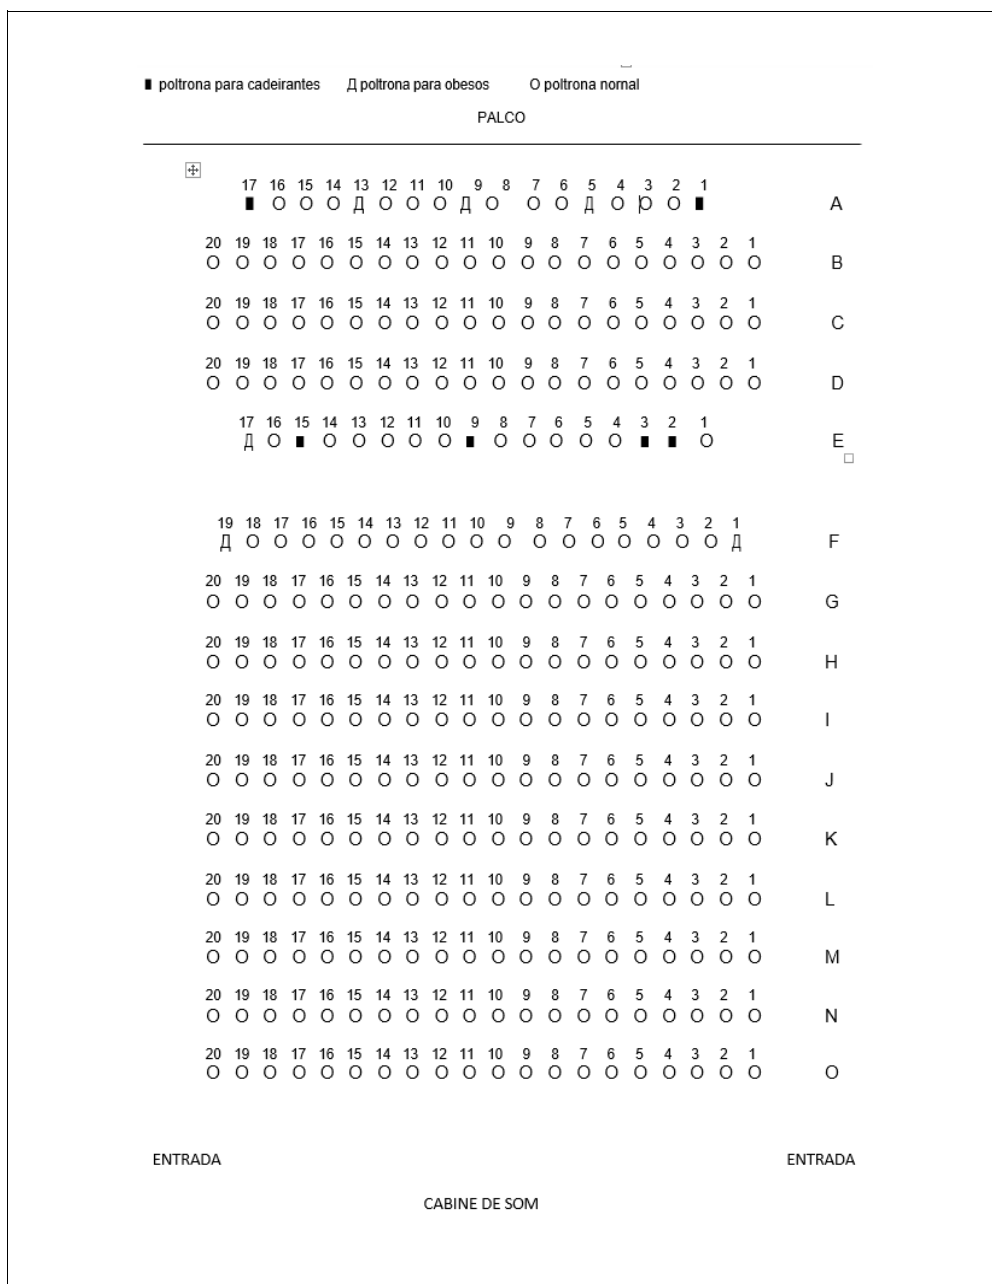 ▮ poltrona para cadeirantes Д poltrona para obesos O poltrona nornal
PALCO
17 16 15 14 13 12 11 10 9 8 7 6 5 4 3 2 1
▮ O O O Д O O O Д O O O Д O O O ▮ A
20 19 18 17 16 15 14 13 12 11 10 9 8 7 6 5 4 3 2 1
O O O O O O O O O O O O O O O O O O O O B
20 19 18 17 16 15 14 13 12 11 10 9 8 7 6 5 4 3 2 1
O O O O O O O O O O O O O O O O O O O O C
20 19 18 17 16 15 14 13 12 11 10 9 8 7 6 5 4 3 2 1
O O O O O O O O O O O O O O O O O O O O D
17 16 15 14 13 12 11 10 9 8 7 6 5 4 3 2 1
Д O ▮ O O O O O ▮ O O O O O ▮ ▮ O E
19 18 17 16 15 14 13 12 11 10 9 8 7 6 5 4 3 2 1
Д O O O O O O O O O O O O O O O O O Д F
20 19 18 17 16 15 14 13 12 11 10 9 8 7 6 5 4 3 2 1
O O O O O O O O O O O O O O O O O O O O G
20 19 18 17 16 15 14 13 12 11 10 9 8 7 6 5 4 3 2 1
O O O O O O O O O O O O O O O O O O O O H
20 19 18 17 16 15 14 13 12 11 10 9 8 7 6 5 4 3 2 1
O O O O O O O O O O O O O O O O O O O O I
20 19 18 17 16 15 14 13 12 11 10 9 8 7 6 5 4 3 2 1
O O O O O O O O O O O O O O O O O O O O J
20 19 18 17 16 15 14 13 12 11 10 9 8 7 6 5 4 3 2 1
O O O O O O O O O O O O O O O O O O O O K
20 19 18 17 16 15 14 13 12 11 10 9 8 7 6 5 4 3 2 1
O O O O O O O O O O O O O O O O O O O O L
20 19 18 17 16 15 14 13 12 11 10 9 8 7 6 5 4 3 2 1
O O O O O O O O O O O O O O O O O O O O M
20 19 18 17 16 15 14 13 12 11 10 9 8 7 6 5 4 3 2 1
O O O O O O O O O O O O O O O O O O O O N
20 19 18 17 16 15 14 13 12 11 10 9 8 7 6 5 4 3 2 1
O O O O O O O O O O O O O O O O O O O O O
ENTRADA ENTRADA
CABINE DE SOM